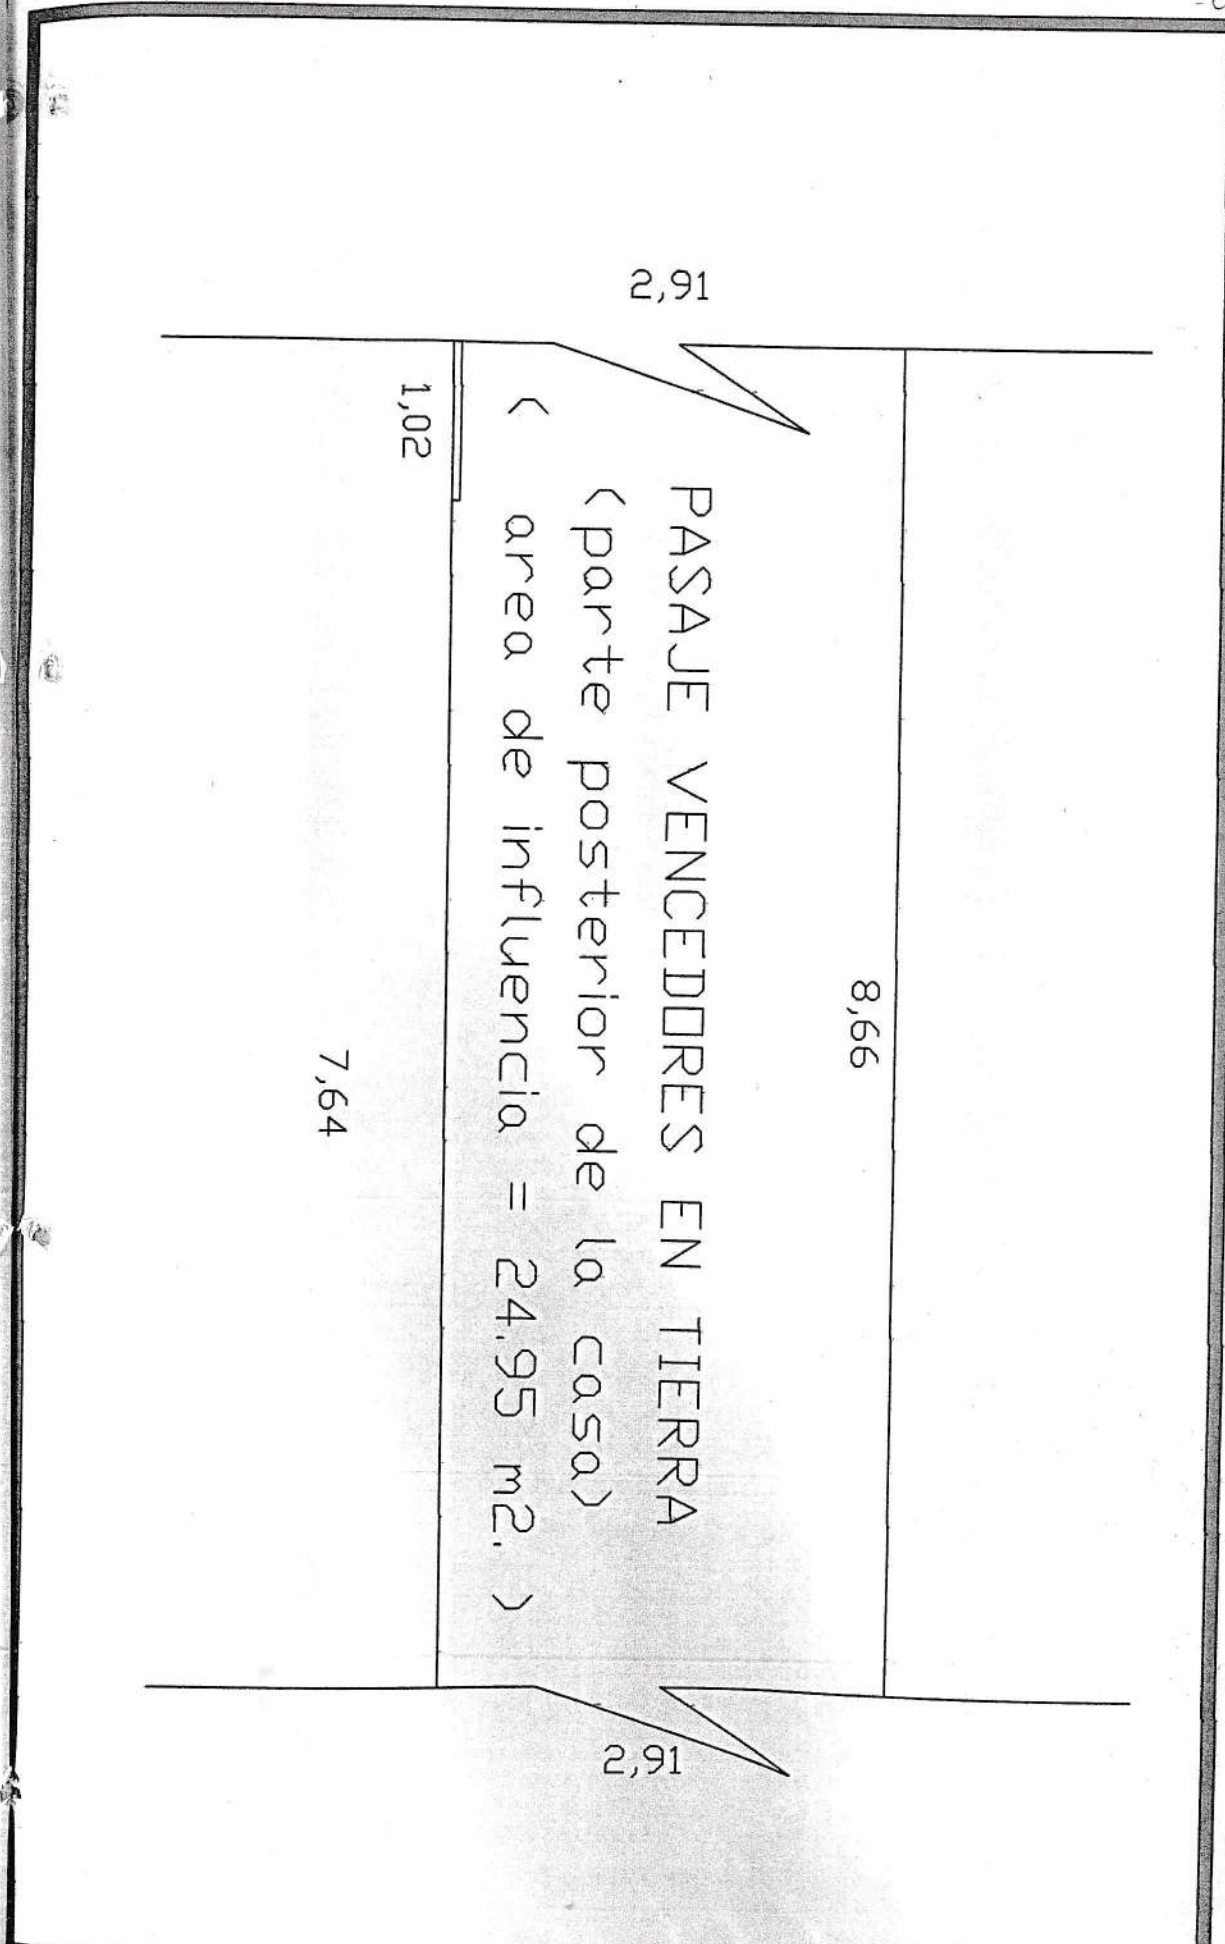 2,91
8,66
PASAJE VENCEDORES EN TIERRA
(parte posterior de la casa)
( area de influencia = 24.95 m2. )
1,02
7,64
2,91